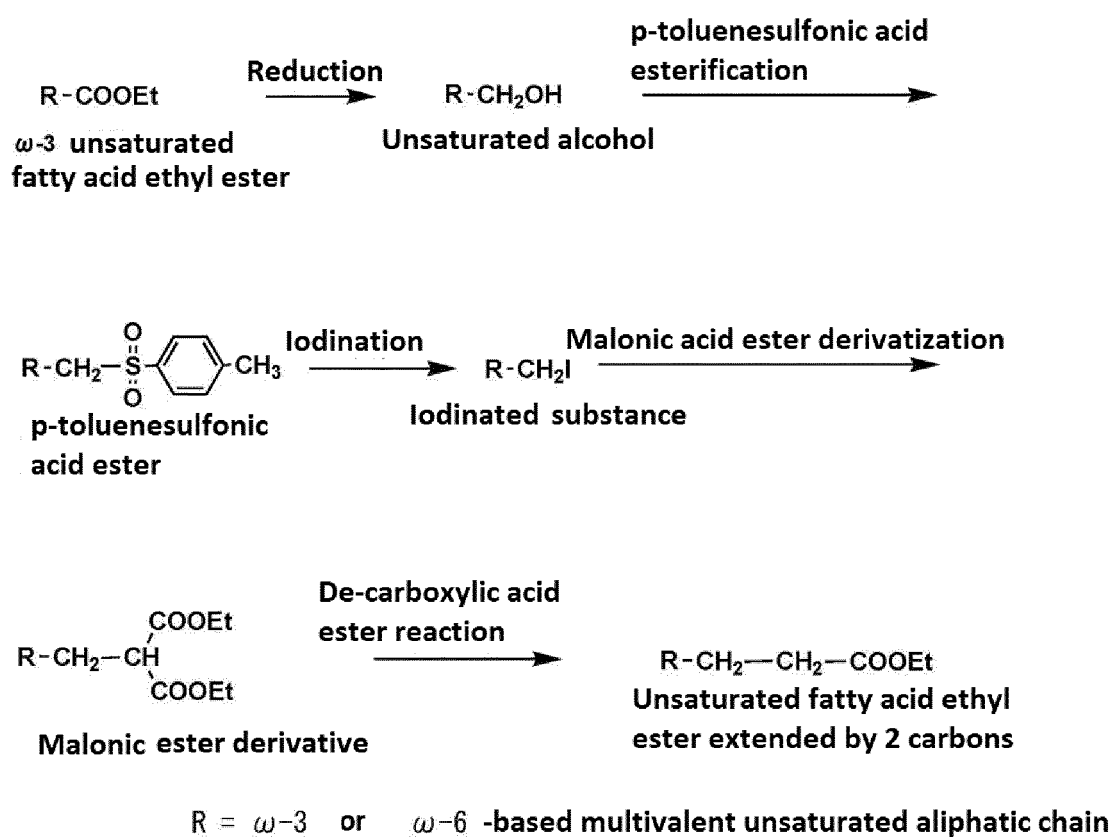 p-toluenesulfonic acid
esterification
Reduction
R-COOEt
R-CH₂OH
ω-3 unsaturated
fatty acid ethyl ester
Unsaturated alcohol
R-CH₂-S-CH₃
O
O
Iodination
R-CH₂I
Malonic acid ester derivatization
Iodinated substance
p-toluenesulfonic
acid ester
De-carboxylic acid
ester reaction
COOEt
R-CH₂-CH
COOEt
R-CH₂-CH₂-COOEt
Malonic ester derivative
Unsaturated fatty acid ethyl
ester extended by 2 carbons
R = ω-3 or ω-6 -based multivalent unsaturated aliphatic chain